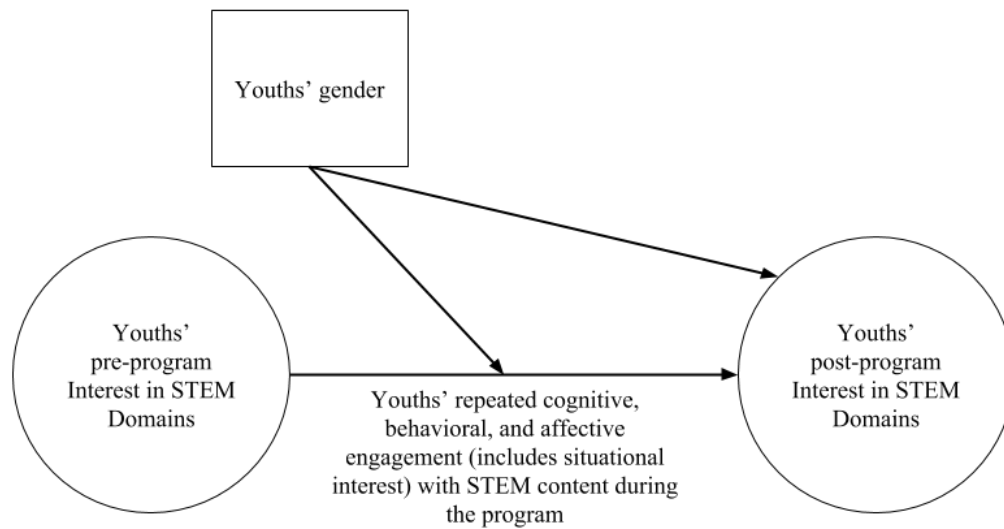 Youths’ gender
Youths’
pre-program
Interest in STEM
Domains
Youths’ repeated cognitive,
behavioral, and affective
engagement (includes situational
interest) with STEM content during
the program
Youths’
post-program
Interest in STEM
Domains